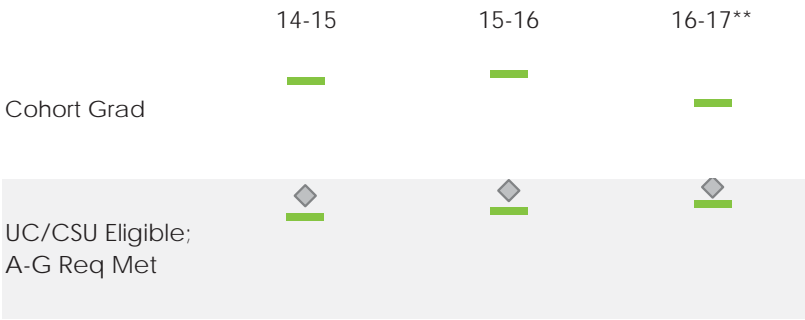 14-15 15-16 16-17**
Cohort Grad
UC/CSU Eligible;
A-G Req Met